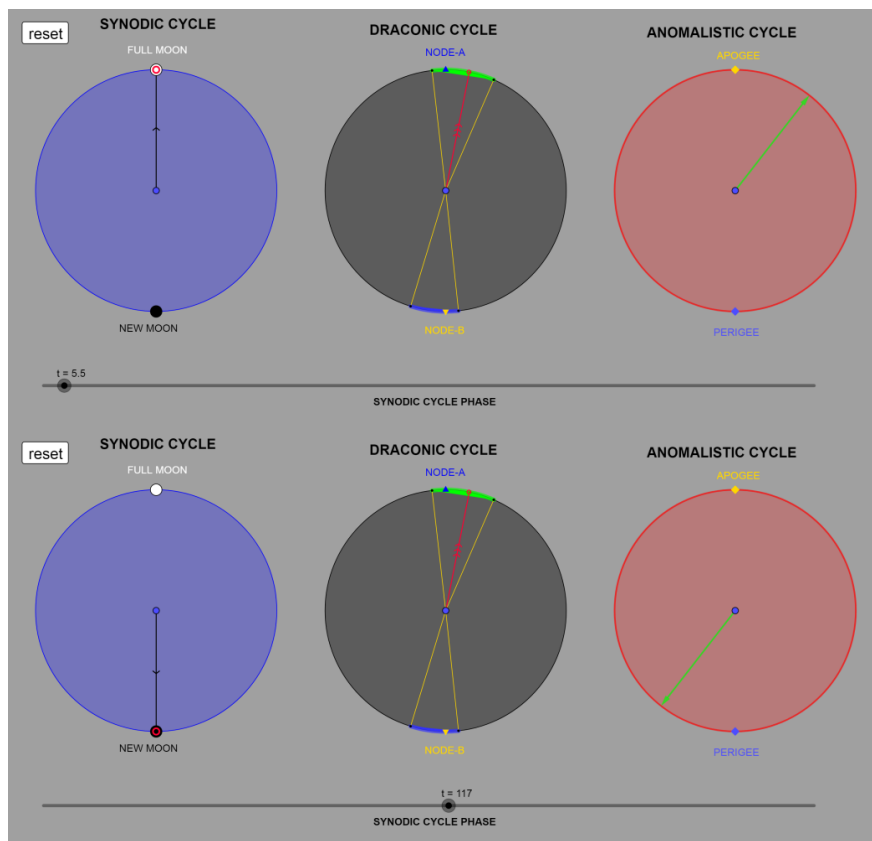 SYNODIC CYCLE
DRACONIC CYCLE
ANOMALISTIC CYCLE
reset
FULL MOON
NODE-A
APOGEE
NEW MOON
NODE-B
PERIGEE
t = 5.5
SYNODIC CYCLE PHASE
SYNODIC CYCLE
DRACONIC CYCLE
ANOMALISTIC CYCLE
reset
FULL MOON
NODE-A
APOGEE
NEW MOON
NODE-B
PERIGEE
t = 117
SYNODIC CYCLE PHASE